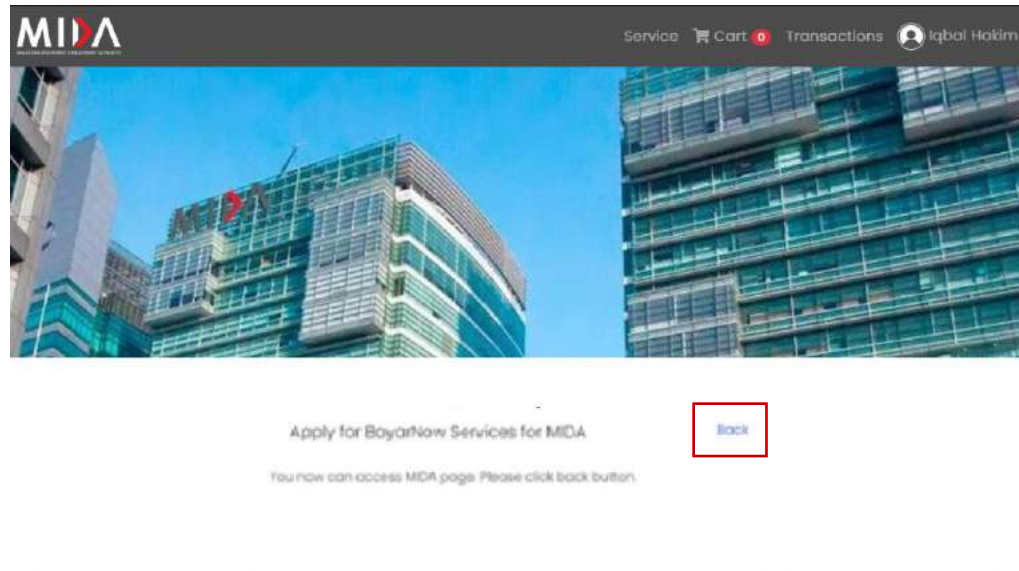 MIDA
Service Cart 0 Transactions Iqbal Hakim
MIDA
Apply for BayarNow Services for MIDA
Back
You now can access MIDA page. Please click back button.